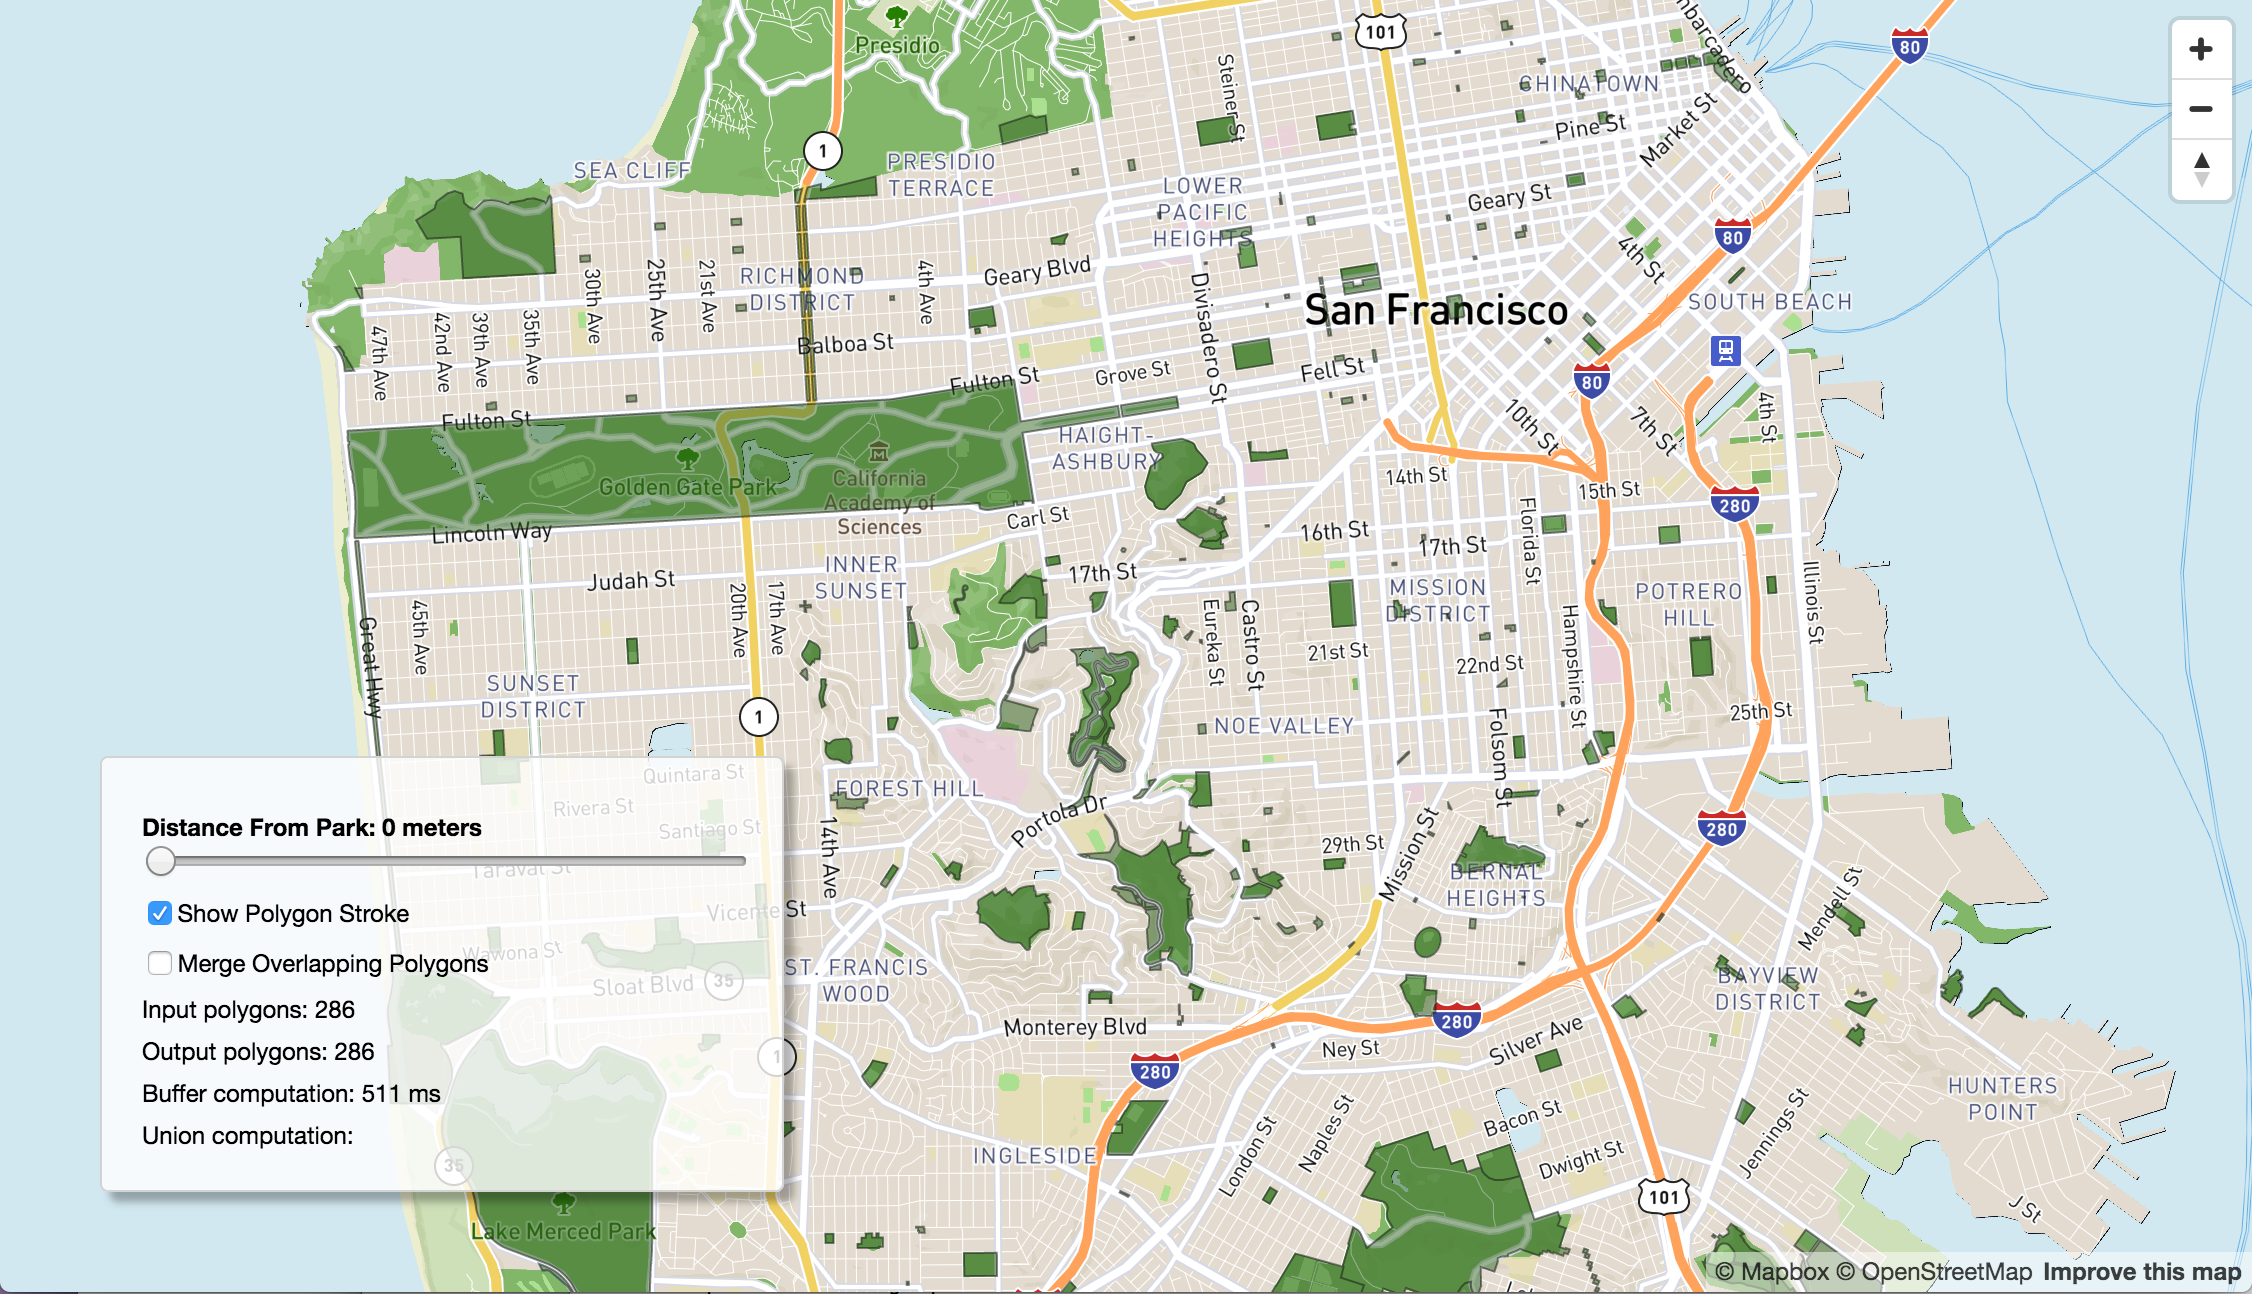 Presidio
101
80
mbarcadero
Steiner St
CHINATOWN
Market St
Pine St
1
PRESIDIO
TERRACE
SEA CLIFF
LOWER
PACIFIC
HEIGHTS
Geary St
80
4th St
30th Ave
25th Ave
21st Ave
RICHMOND
DISTRICT
4th Ave
Geary Blvd
Divisadero St
San Francisco
SOUTH BEACH
47th Ave
42nd Ave
39th Ave
35th Ave
Balboa St
Fulton St
Grove St
Fell St
80
10th St
7th St
4th St
Fulton St
HAIGHT-
ASHBURY
Golden Gate Park
California
Academy of
Sciences
14th St
15th St
280
Lincoln Way
Carl St
16th St
17th St
Florida St
INNER
SUNSET
Judah St
17th St
MISSION
DISTRICT
POTRERO
HILL
Illinois St
20th Ave
17th Ave
45th Ave
Great Hwy
Eureka St
Castro St
21st St
22nd St
Hampshire St
SUNSET
DISTRICT
1
NOE VALLEY
Folsom St
25th St
Quintara St
FOREST HILL
Rivera St
Portola Dr
Santiago St
14th Ave
29th St
Mission St
280
Distance From Park: 0 meters
Taraval St
BERNAL
HEIGHTS
Mendell St
Show Polygon Stroke
Vicente St
Merge Overlapping Polygons
Wawona St
Sloat Blvd
35
ST. FRANCIS
WOOD
BAYVIEW
DISTRICT
Input polygons: 286
Monterey Blvd
280
Ney St
Silver Ave
Output polygons: 286
1
280
Buffer computation: 511 ms
HUNTERS
POINT
Union computation:
35
INGLESIDE
London St
Naples St
Bacon St
Dwight St
Jennings St
101
J St
Lake Merced Park
© Mapbox © OpenStreetMap Improve this map